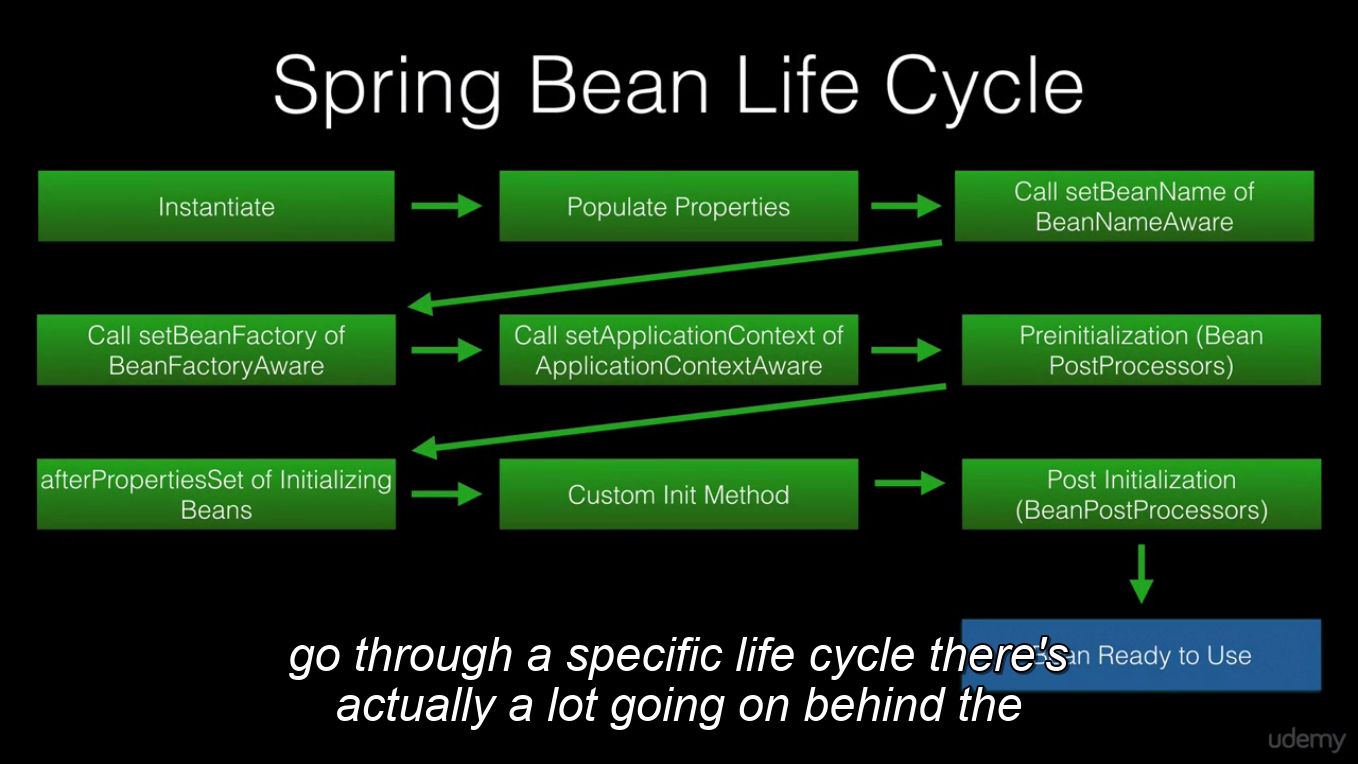 Spring Bean Life Cycle
Instantiate
Populate Properties
Call setBeanName of
BeanNameAware
Call setBeanFactory of
BeanFactoryAware
Call setApplicationContext of
ApplicationContextAware
Preinitialization (Bean
PostProcessors)
afterPropertiesSet of Initializing
Beans
Custom Init Method
Post Initialization
(BeanPostProcessors)
Bean Ready to Use
go through a specific life cycle there's
actually a lot going on behind the
udemy